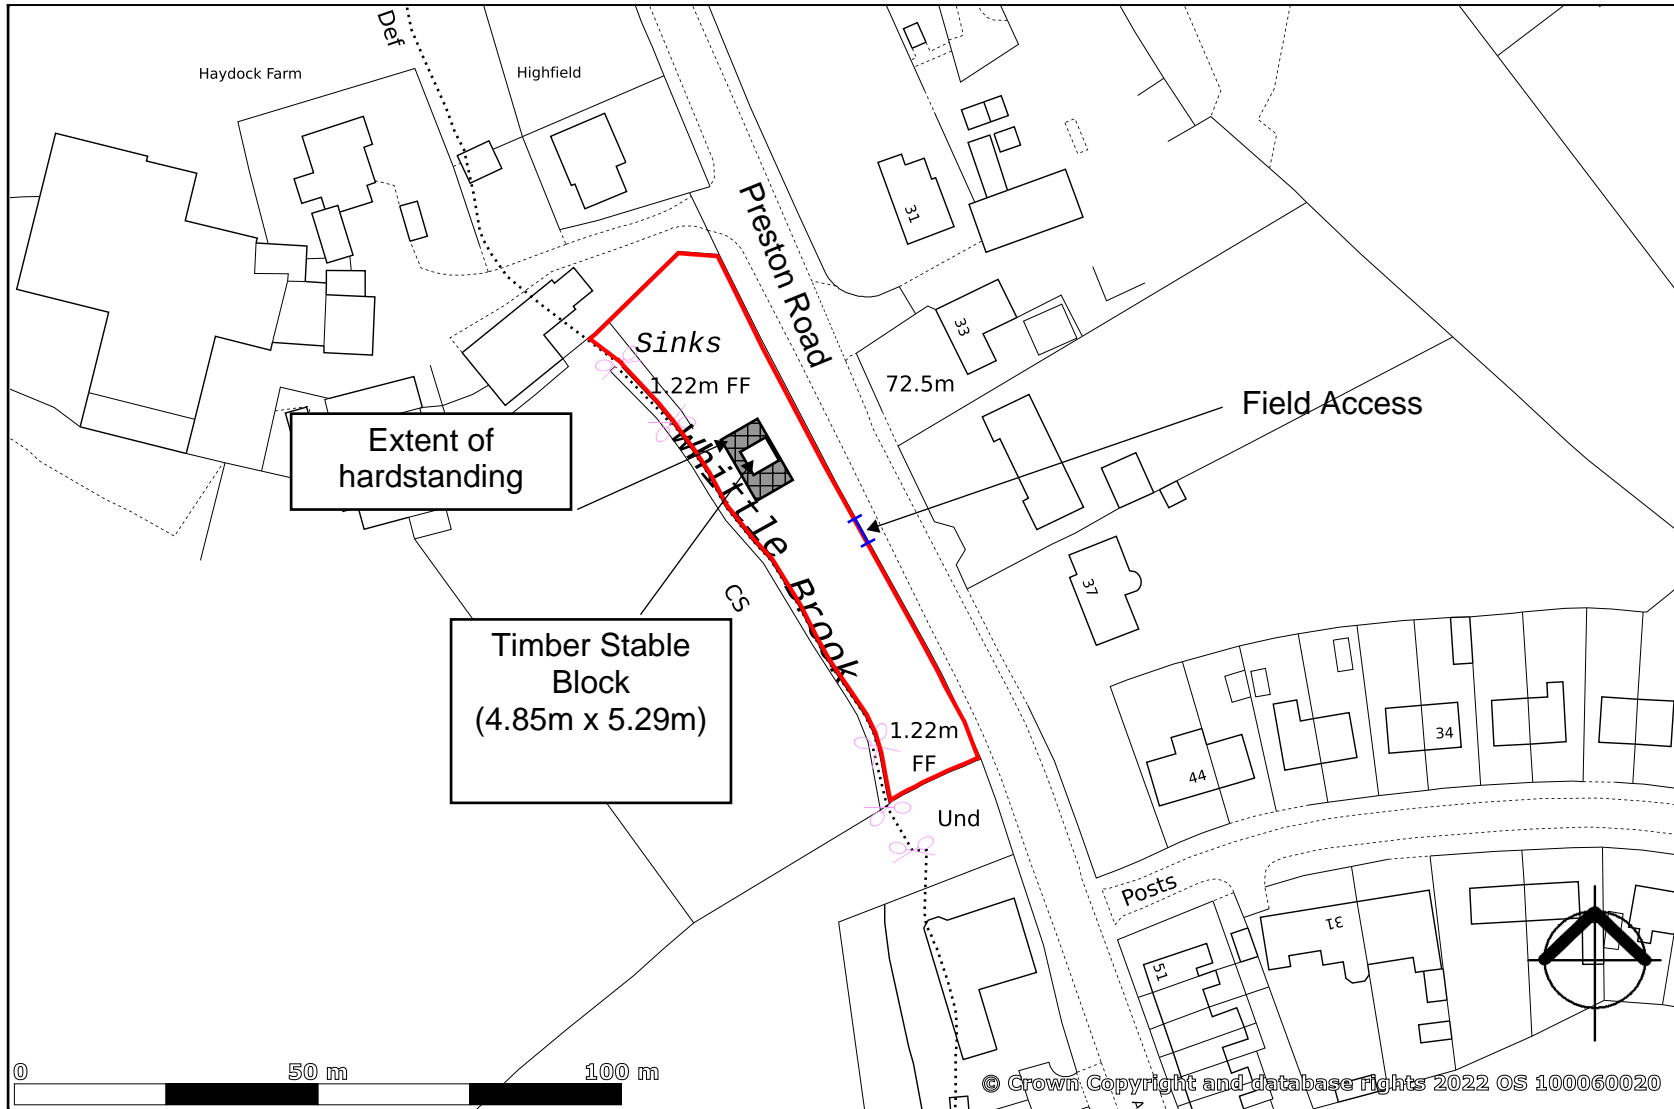 Def
Haydock Farm
Highfield
Preston Road
31
33
Sinks
1.22m FF
72.5m
Field Access
Extent of
hardstanding
Whittle Brook
CS
37
Timber Stable
Block
(4.85m x 5.29m)
1.22m
FF
34
44
Und
Posts
31
51
0
50 m
100 m
© Crown Copyright and database rights 2022 OS 100060020
A